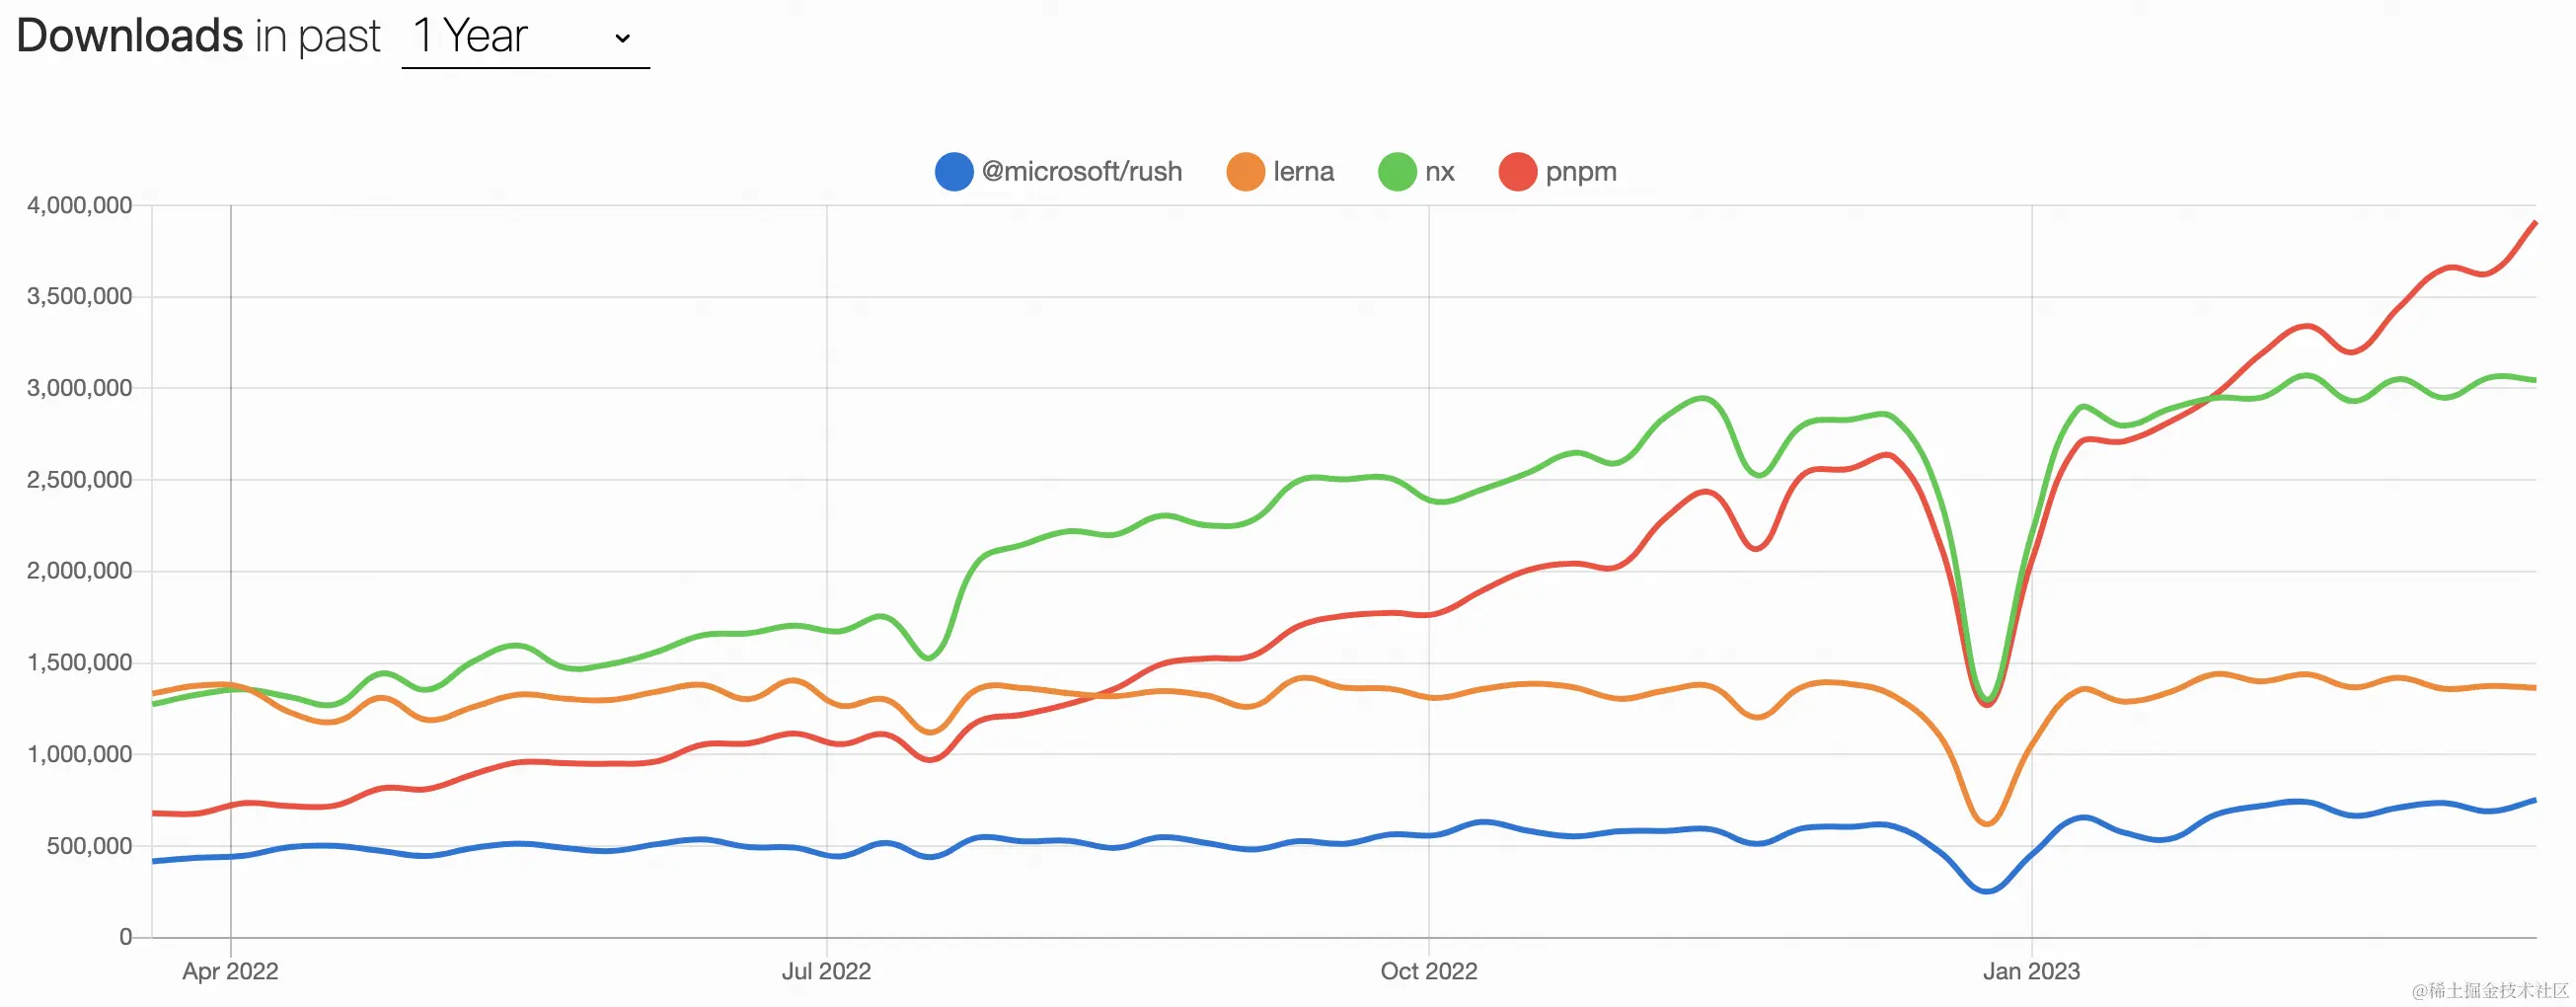 Downloads in past 1 Year
@microsoft/rush lerna nx pnpm
4,000,000
3,500,000
3,000,000
2,500,000
2,000,000
1,500,000
1,000,000
500,000
0
Apr 2022 Jul 2022 Oct 2022 Jan 2023
@稀土掘金技术社区